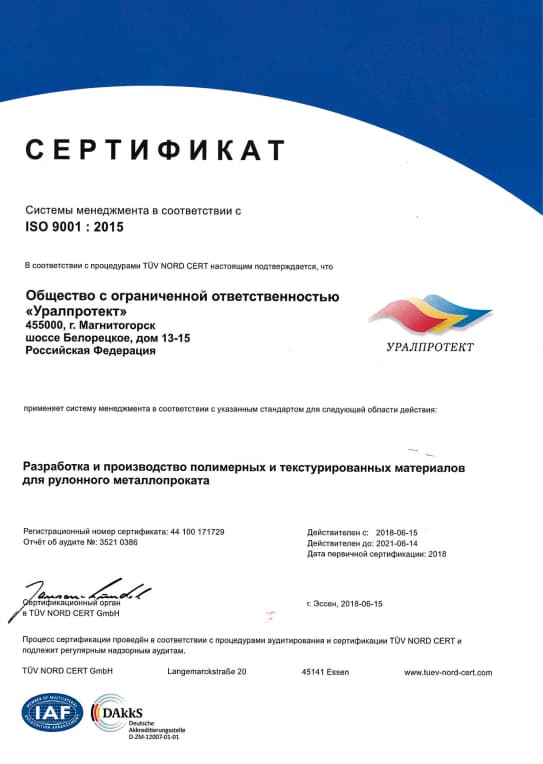 СЕРТИФИКАТ
Системы менеджмента в соответствии с
ISO 9001 : 2015
В соответствии с процедурами TÜV NORD CERT настоящим подтверждается, что
Общество с ограниченной ответственностью
«Уралпротект»
455000, г. Магнитогорск
шоссе Белорецкое, дом 13-15
Российская Федерация
УРАЛПРОТЕКТ
применяет систему менеджмента в соответствии с указанным стандартом для следующей области действия:
Разработка и производство полимерных и текстурированных материалов
для рулонного металлопроката
Регистрационный номер сертификата: 44 100 171729
Отчёт об аудите №: 3521 0386
Действителен с: 2018-06-15
Действителен до: 2021-06-14
Дата первичной сертификации: 2018
Сертификационный орган
в TÜV NORD CERT GmbH
г. Эссен, 2018-06-15
Процесс сертификации проведён в соответствии с процедурами аудитирования и сертификации TÜV NORD CERT и
подлежит регулярным надзорным аудитам.
TÜV NORD CERT GmbH Langemarckstraße 20 45141 Essen www.tuev-nord-cert.com
MEMBER OF MULTILATERAL
IAF
RECOGNITION ARRANGEMENT
DAkkS
Deutsche
Akkreditierungsstelle
D-ZM-12007-01-01